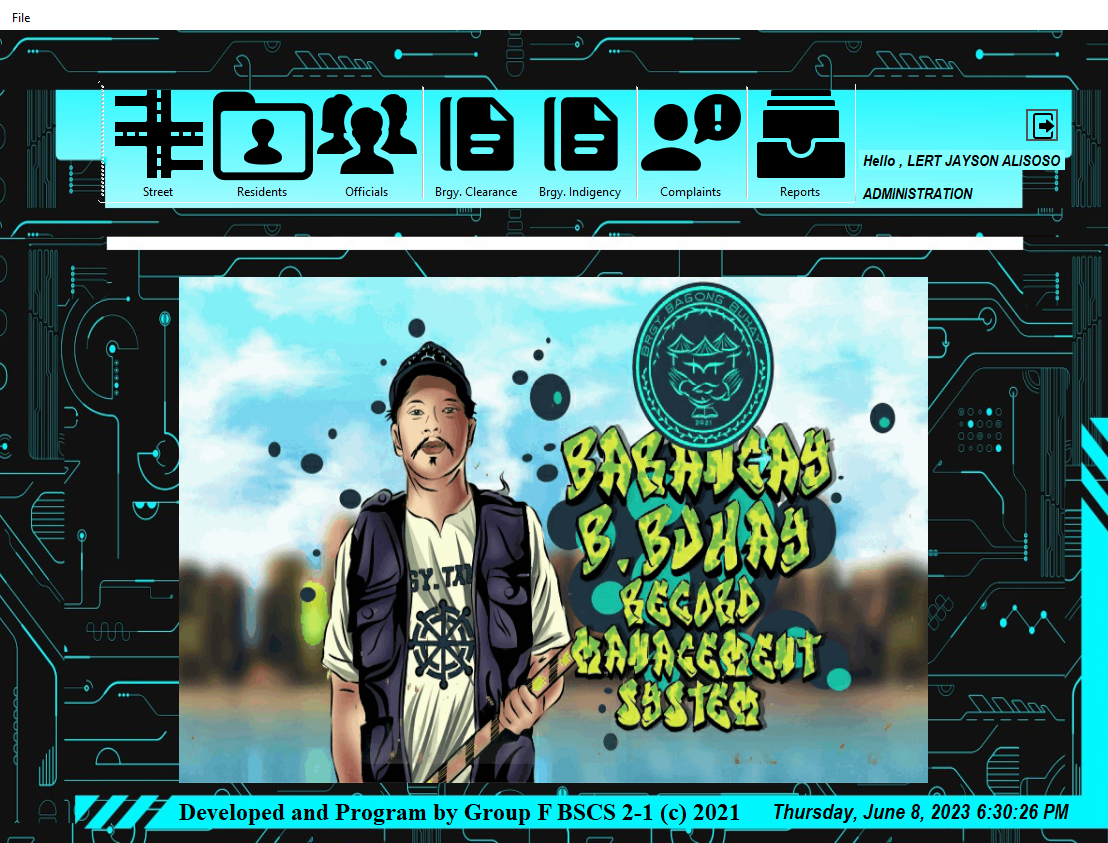 File
Street
Residents
Officials
Brgy. Clearance
Brgy. Indigency
Complaints
Reports
Hello , LERT JAYSON ALISOSO
ADMINISTRATION
BRGY BAGONG BUHAY
2021
BARANGAY
B. BUHAY
RECORD
MANAGEMENT
SYSTEM
GY.TAN
Developed and Program by Group F BSCS 2-1 (c) 2021
Thursday, June 8, 2023 6:30:26 PM